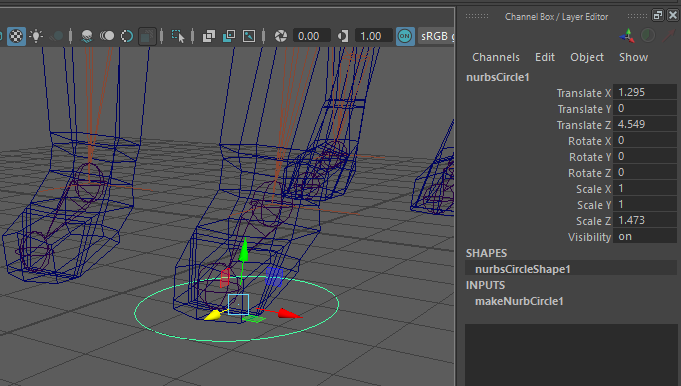 Channel Box / Layer Editor
0.00
1.00
ON
sRGB g
Channels Edit Object Show
nurbsCircle1
Translate X 1.295
Translate Y 0
Translate Z 4.549
Rotate X 0
Rotate Y 0
Rotate Z 0
Scale X 1
Scale Y 1
Scale Z 1.473
Visibility on
SHAPES
nurbsCircleShape1
INPUTS
makeNurbCircle1